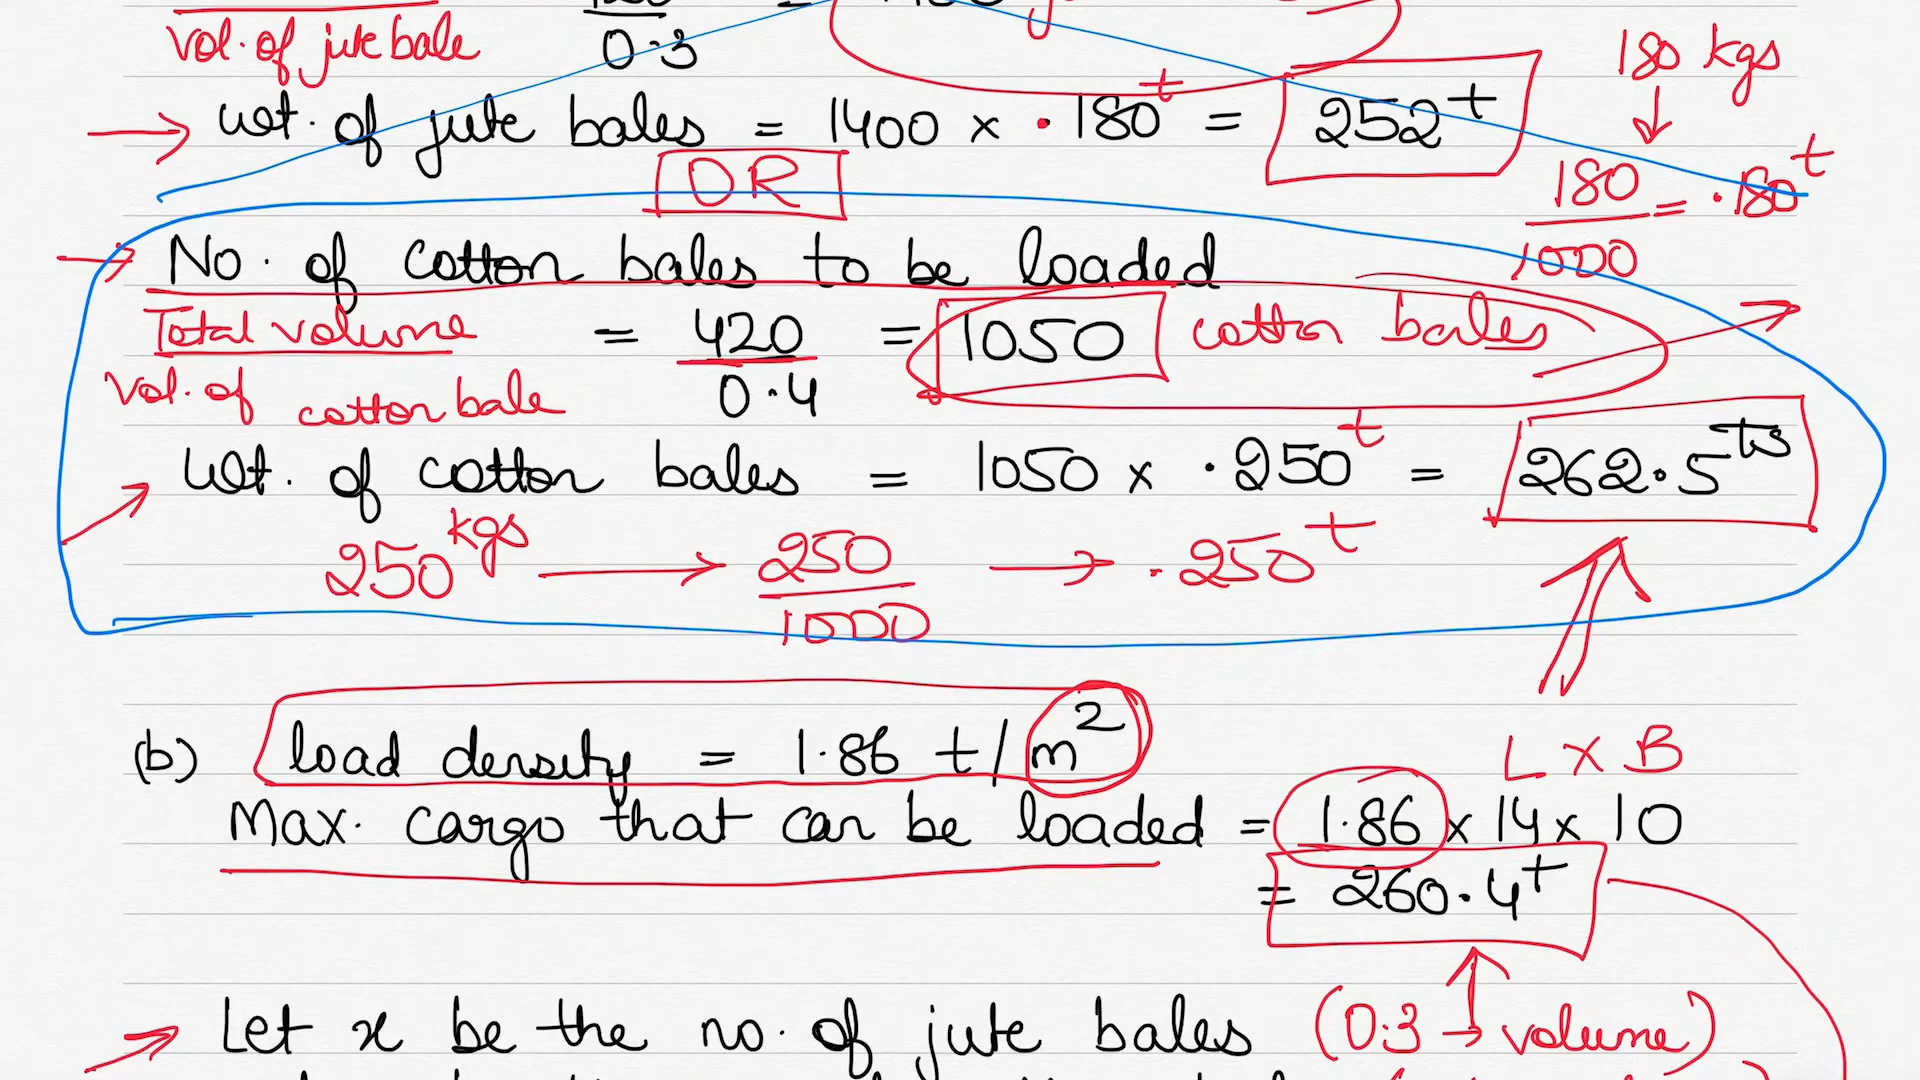 vol. of jute bale 0.3
180 kgs
wt. of jute bales = 1400 x .180t = 252t
OR
180/1000 = .180t
No. of cotton bales to be loaded
Total volume = 420 = 1050 cotton bales
vol. of cotton bale 0.4
wt. of cotton bales = 1050 x .250t = 262.5ts
250kgs → 250/1000 → .250t
(b) load density = 1.86 t/m²
L x B
Max. cargo that can be loaded = 1.86 x 14 x 10
= 260.4t
Let x be the no. of jute bales (0.3 → volume)